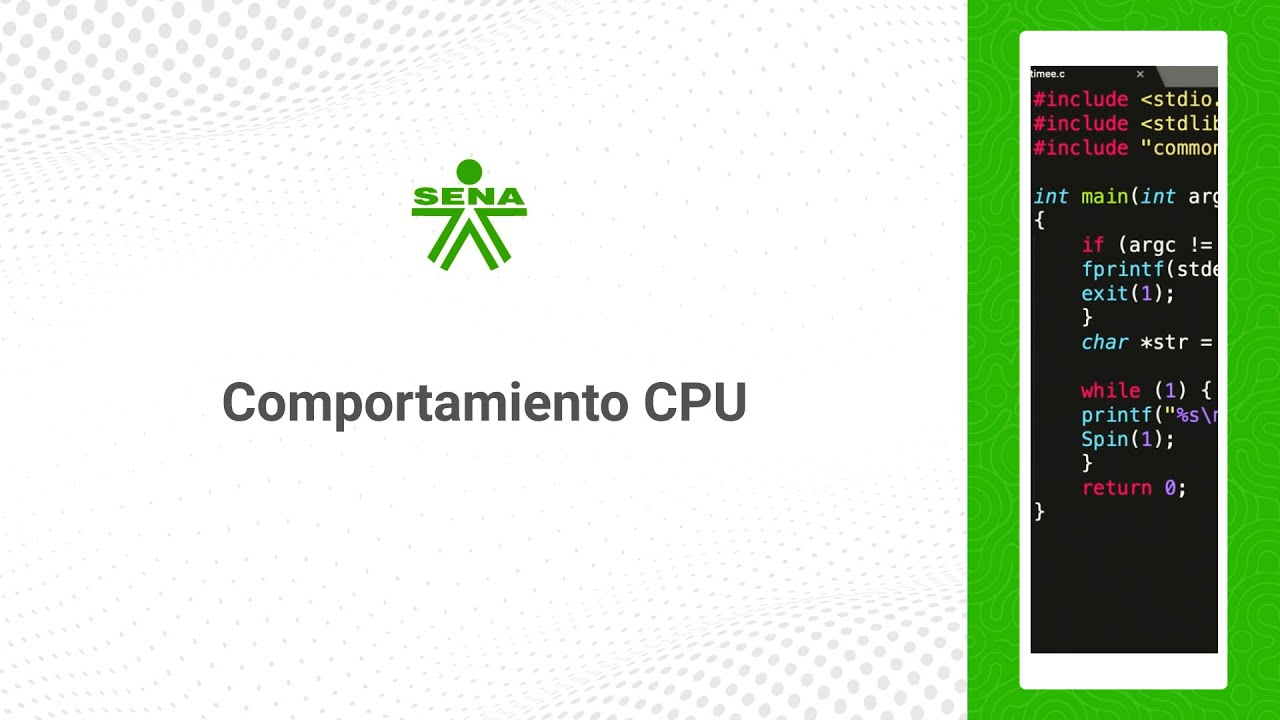 SENA
Comportamiento CPU
timee.c ×
#include <stdio.
#include <stdlib
#include "common
int main(int arg
{
if (argc !=
fprintf(stde
exit(1);
}
char *str =
while (1) {
printf("%s\n
Spin(1);
}
return 0;
}